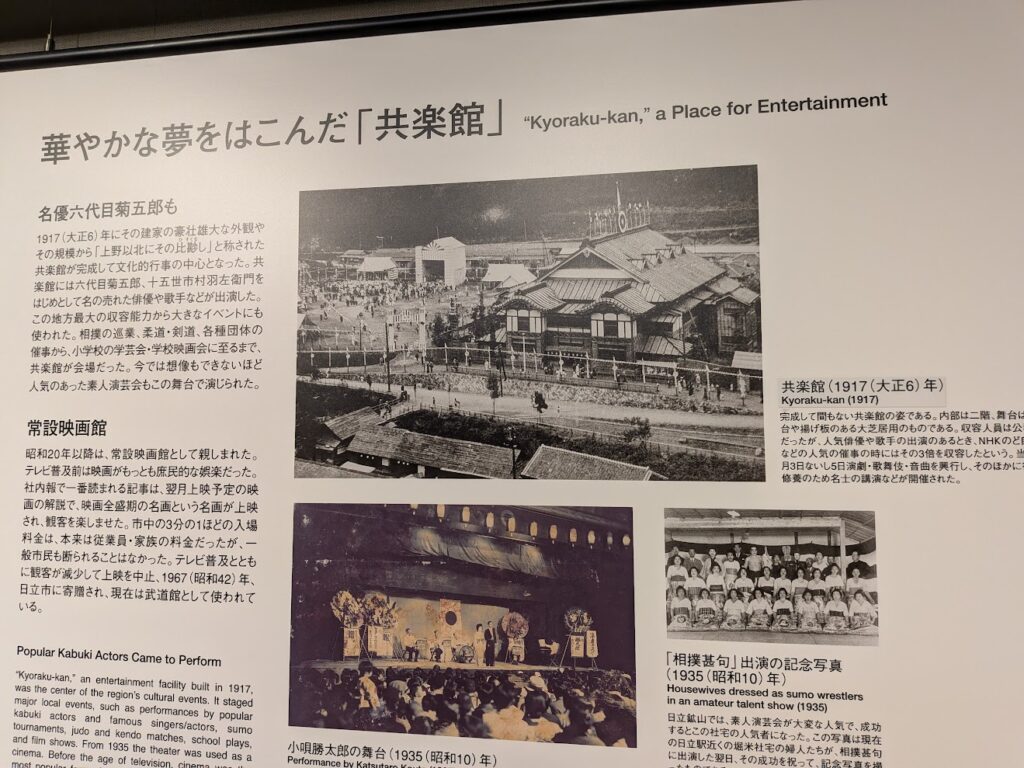 華やかな夢をはこんだ「共楽館」 “Kyoraku-kan,” a Place for Entertainment
名優六代目菊五郎も
1917（大正6）年にその建家の豪壮雄大な外観や
その規模から「上野以北にその比尠し」と称された
共楽館が完成して文化的行事の中心となった。共
楽館には六代目菊五郎、十五世市村羽左衛門を
はじめとして名の売れた俳優や歌手などが出演した。
この地方最大の収容能力から大きなイベントにも
使われた。相撲の巡業、柔道・剣道、各種団体の
催事から、小学校の学芸会・学校映画会に至るまで、
共楽館が会場だった。今では想像もできないほど
人気のあった素人演芸会もこの舞台で演じられた。
常設映画館
昭和20年以降は、常設映画館として親しまれた。
テレビ普及前は映画がもっとも庶民的な娯楽だった。
社内報で一番読まれる記事は、翌月上映予定の映
画の解説で、映画全盛期の名画という名画が上映
され、観客を楽しませた。市中の3分の1ほどの入場
料金は、本来は従業員・家族の料金だったが、一
般市民も断られることはなかった。テレビ普及ととも
に観客が減少して上映を中止、1967（昭和42）年、
日立市に寄贈され、現在は武道館として使われて
いる。
Popular Kabuki Actors Came to Perform
“Kyoraku-kan,” an entertainment facility built in 1917,
was the center of the region’s cultural events. It staged
major local events, such as performances by popular
kabuki actors and famous singers/actors, sumo
tournaments, judo and kendo matches, school plays,
and film shows. From 1935 the theater was used as a
cinema. Before the age of television, cinema was the
most popular
共楽館（1917（大正6）年）
Kyoraku-kan (1917)
完成して間もない共楽館の姿である。内部は二階、舞台は
台や揚げ板のある大芝居用のものである。収容人員は公
だったが、人気俳優や歌手の出演のあるとき、NHKのど自
などの人気の催事の時にはその3倍を収容したという。当
月3日ないし5日演劇・歌舞伎・音曲を興行し、そのほかに
修養のため名士の講演などが開催された。
小唄勝太郎の舞台（1935（昭和10）年）
Performance by Katsutaro
「相撲甚句」出演の記念写真
（1935（昭和10）年）
Housewives dressed as sumo wrestlers
in an amateur talent show (1935)
日立鉱山では、素人演芸会が大変な人気で、成功
するとこの社宅の人気者になった。この写真は現在
の日立駅近くの堀米社宅の婦人たちが、相撲甚句
に出演した翌日、その成功を祝って、記念写真を撮